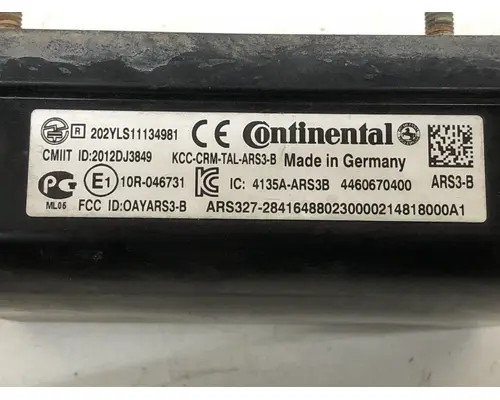 R 202YLS11134981 CE Continental
CMIIT ID:2012DJ3849 KCC-CRM-TAL-ARS3-B Made in Germany
E1 10R-046731 IC: 4135A-ARS3B 4460670400 ARS3-B
ML05 FCC ID:OAYARS3-B ARS327-284164880230000214818000A1